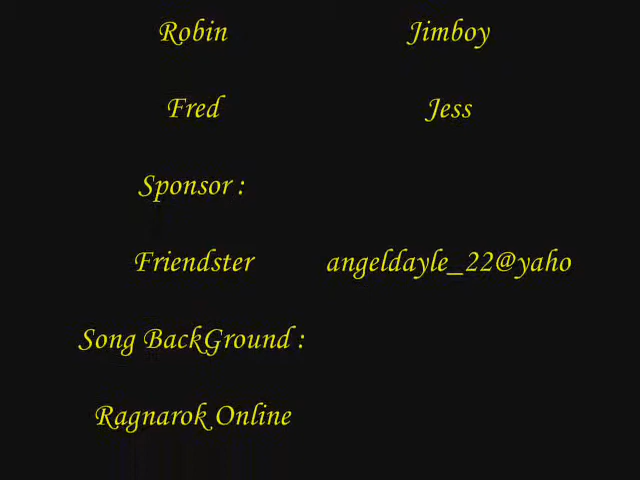 Robin Jimboy
Fred Jess
Sponsor :
Friendster angeldayle_22@yaho
Song BackGround :
Ragnarok Online